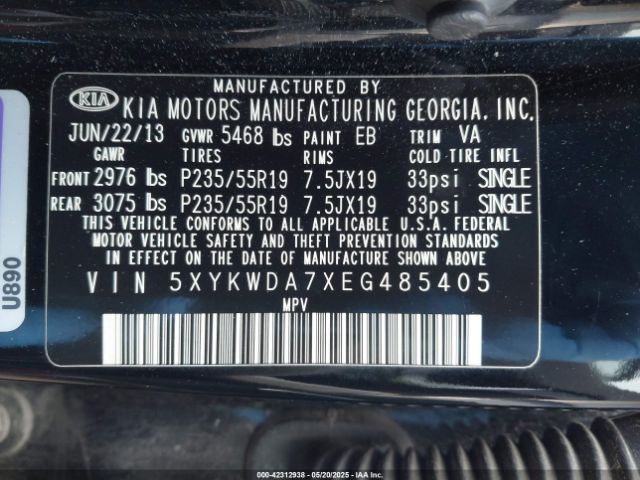 MANUFACTURED BY
KIA KIA MOTORS MANUFACTURING GEORGIA, INC.
JUN/22/13 GVWR 5468 lbs PAINT EB TRIM VA
GAWR TIRES RIMS COLD TIRE INFL
FRONT 2976 lbs P235/55R19 7.5JX19 33psi SINGLE
REAR 3075 lbs P235/55R19 7.5JX19 33psi SINGLE
THIS VEHICLE CONFORMS TO ALL APPLICABLE U.S.A. FEDERAL
MOTOR VEHICLE SAFETY AND THEFT PREVENTION STANDARDS
IN EFFECT ON THE DATE OF MANUFACTURE SHOWN ABOVE
VIN 5XYKWDA7XEG485405
MPV
U890
000-42312938 - 05/20/2025 - IAA Inc.